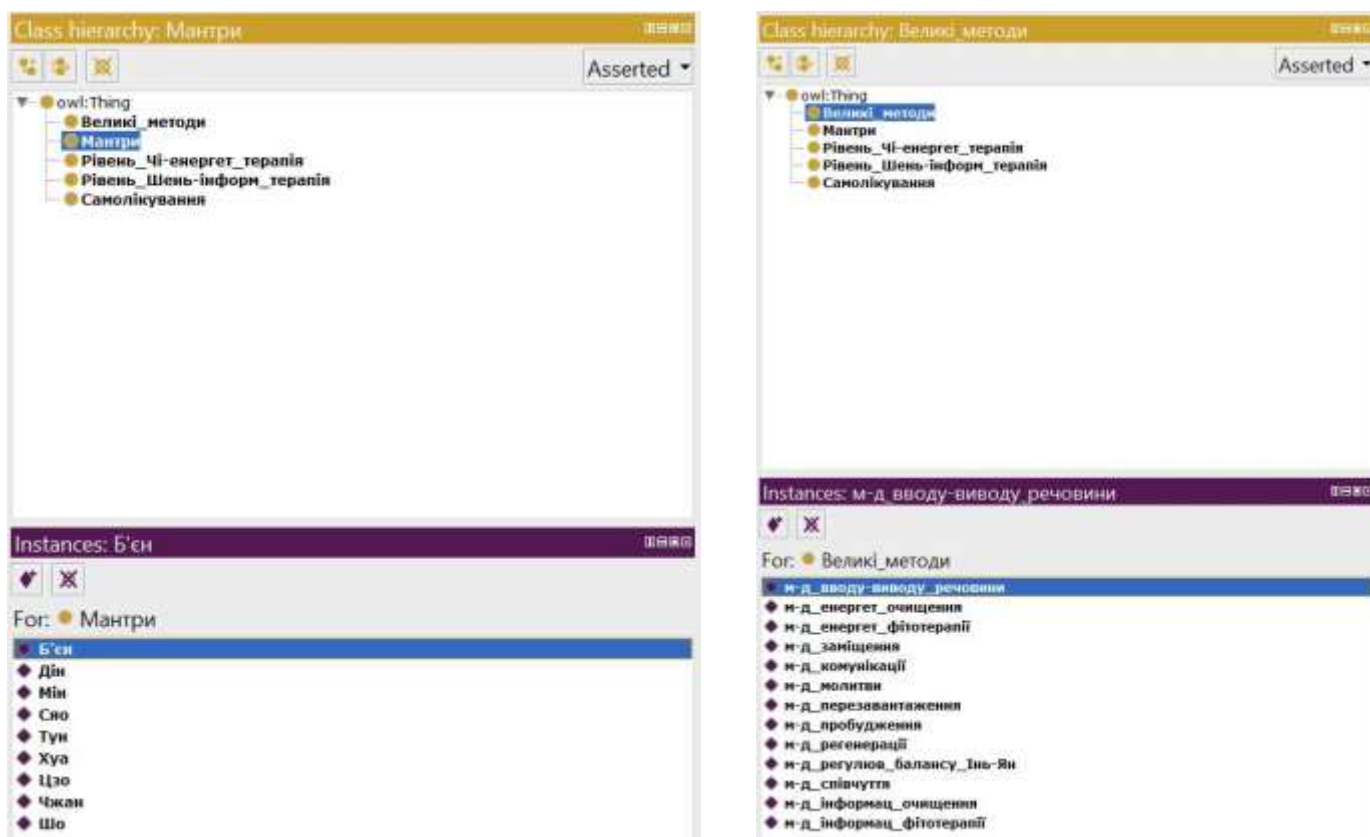 Class hierarchy: Мантри
Asserted
owl:Thing
Великі_методи
Мантри
Рівень_Чі-енергет_терапія
Рівень_Шень-інформ_терапія
Самолікування
Instances: Б'єн
For: Мантри
Б'єн
Дін
Мін
Сяо
Тун
Хуа
Цзо
Чжан
Шо
Class hierarchy: Великі_методи
Asserted
owl:Thing
Великі_методи
Мантри
Рівень_Чі-енергет_терапія
Рівень_Шень-інформ_терапія
Самолікування
Instances: м-д_вводу-виводу_речовини
For: Великі_методи
м-д_вводу-виводу_речовини
м-д_енергет_очищення
м-д_енергет_фітотерапії
м-д_заміщення
м-д_комунікації
м-д_молитви
м-д_перезавантаження
м-д_пробудження
м-д_регенерації
м-д_регулюв_балансу_Інь-Ян
м-д_співчуття
м-д_інформац_очищення
м-д_інформац_фітотерапії